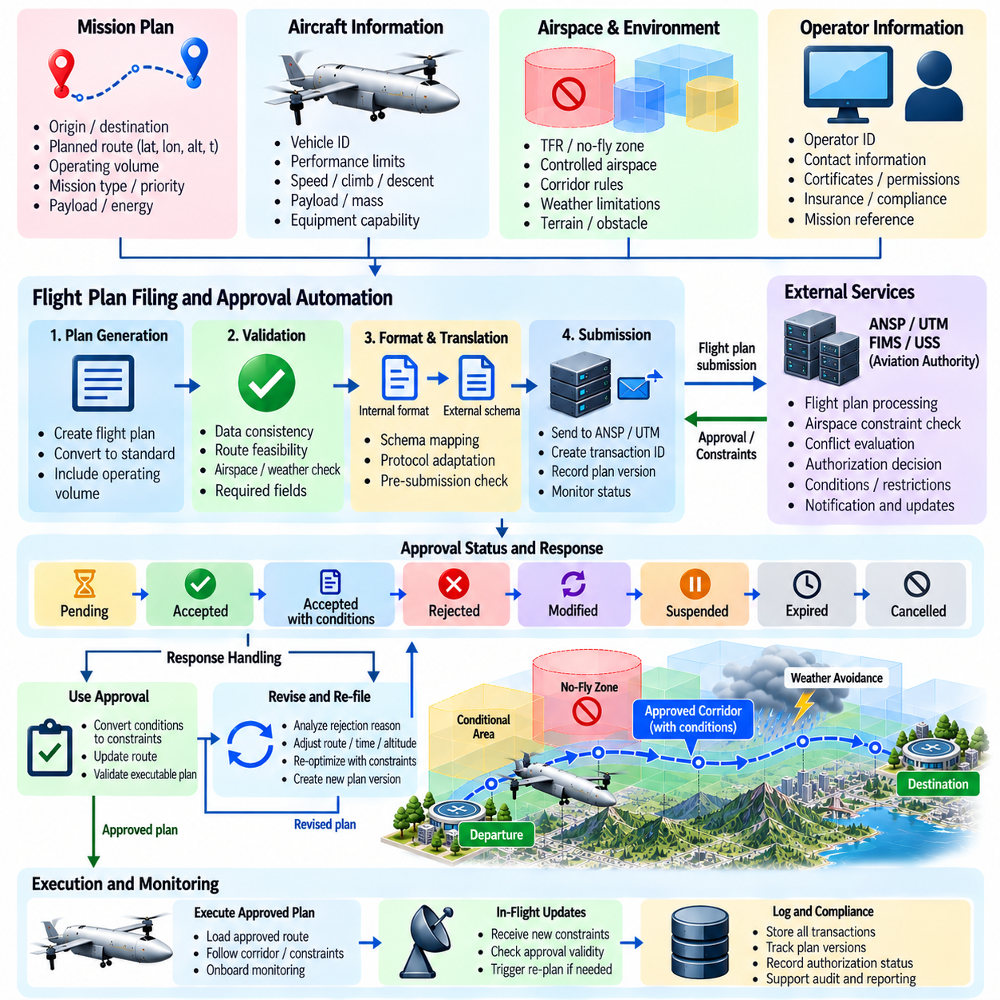 Mission Plan
• Origin / destination
• Planned route (lat, lon, alt, t)
• Operating volume
• Mission type / priority
• Payload / energy
Aircraft Information
• Vehicle ID
• Performance limits
• Speed / climb / descent
• Payload / mass
• Equipment capability
Airspace & Environment
• TFR / no-fly zone
• Controlled airspace
• Corridor rules
• Weather limitations
• Terrain / obstacle
Operator Information
• Operator ID
• Contact information
• Cortificates / permissions
• Insurance / compliance
• Mission reference
Flight Plan Filing and Approval Automation
1. Plan Generation
• Create flight plan
• Convert to standard
• Include operating
volume
2. Validation
• Data consistency
• Route feasibility
• Airspace / weather check
• Required fields
3. Format & Translation
Internal format
External schema
• Schema mapping
• Protocol adaptation
• Pre-submission check
4. Submission
• Send to ANSP / UTM
• Create transaction ID
• Record plan version
• Monitor status
Flight plan
submission
Approval /
Constraints
External Services
ANSP / UTM
FIMS / USS
(Aviation Authority)
• Flight plan processing
• Airspace constraint check
• Conflict evaluation
• Authorization decision
• Conditions / restrictions
• Notification and updates
Approval Status and Response
Pending
Accepted
Accepted
with conditions
Rejected
Modified
Suspended
Expired
Cancelled
Response Handling
Use Approval
• Convert conditions
to constraints
• Update route
• Validate executable plan
Revise and Re-file
• Analyze rejection reason
• Adjust route / time / altitude
• Re-optimize with constraints
• Create new plan version
Approved plan
Revised plan
Conditional
Area
No-Fly Zone
Approved Corridor
(with conditions)
Weather Avoidance
Departure
Destination
Execution and Monitoring
Execute Approved Plan
• Load approved route
• Follow corridor / constraints
• Onboard monitoring
In-Flight Updates
• Receive new constraints
• Check approval validity
• Trigger re-plan if needed
Log and Compliance
• Store all transactions
• Track plan versions
• Record authorization status
• Support audit and reporting